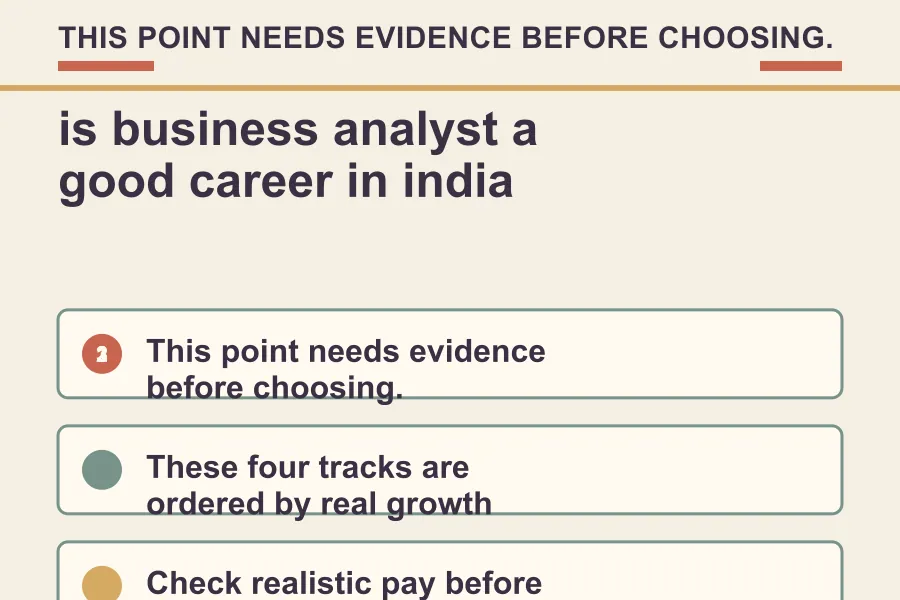 THIS POINT NEEDS EVIDENCE BEFORE CHOOSING.
is business analyst a
good career in india
This point needs evidence
before choosing.
These four tracks are
ordered by real growth
Check realistic pay before